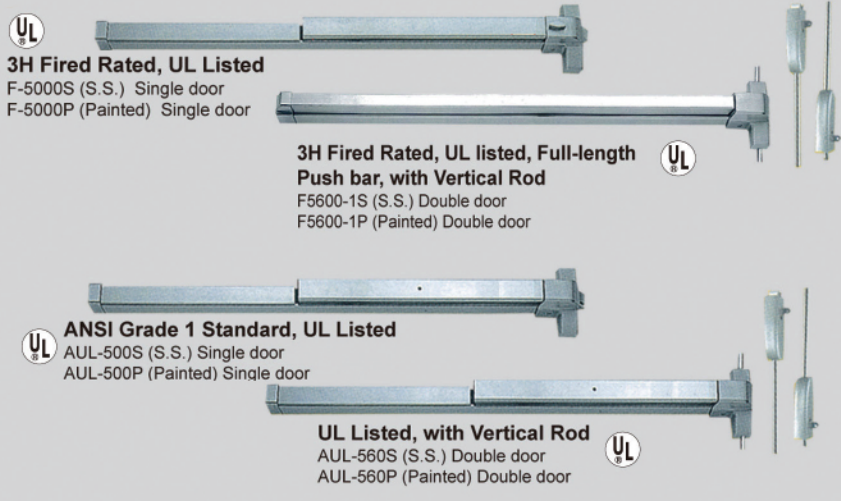 UL
®
3H Fired Rated, UL Listed
F-5000S (S.S.) Single door
F-5000P (Painted) Single door
3H Fired Rated, UL listed, Full-length
Push bar, with Vertical Rod
F5600-1S (S.S.) Double door
F5600-1P (Painted) Double door
UL
®
ANSI Grade 1 Standard, UL Listed
AUL-500S (S.S.) Single door
AUL-500P (Painted) Single door
UL
®
UL Listed, with Vertical Rod
AUL-560S (S.S.) Double door
AUL-560P (Painted) Double door
UL
®